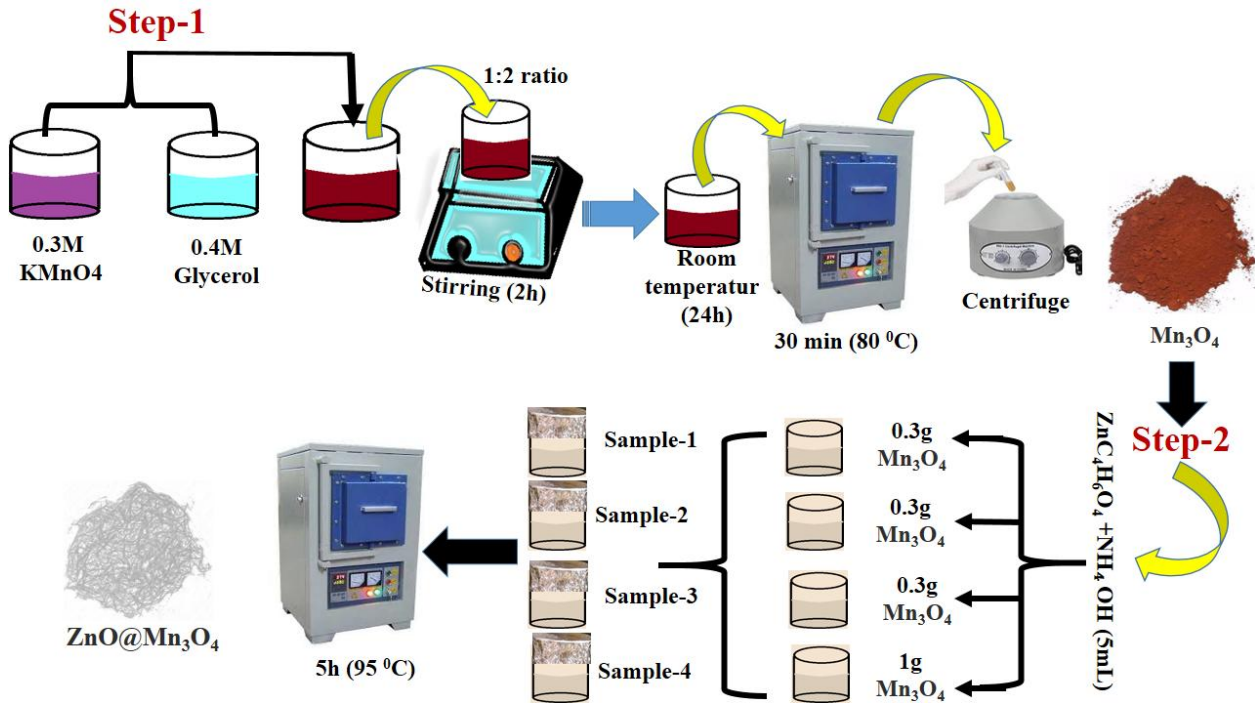 Step-1
1:2 ratio
0.3M
KMnO4
0.4M
Glycerol
Stirring (2h)
Room
temperatur
(24h)
30 min (80 ⁰C)
Centrifuge
Mn₃O₄
Step-2
ZnC₄H₆O₄ +NH₄ OH (5mL)
0.3g
Mn₃O₄
0.3g
Mn₃O₄
0.3g
Mn₃O₄
1g
Mn₃O₄
Sample-1
Sample-2
Sample-3
Sample-4
5h (95 ⁰C)
ZnO@Mn₃O₄